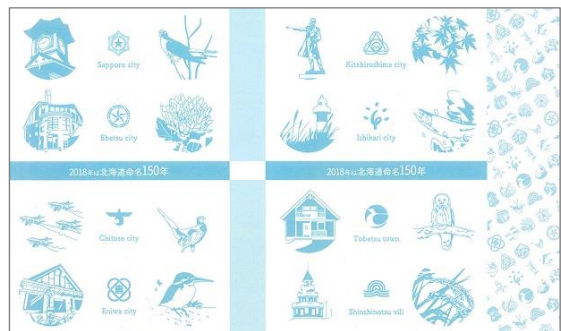 Sapporo city
Ebetsu city
2018年は北海道命名150年
Chitose city
Eniwa city
Kitahiroshima city
Ishikari city
2018年は北海道命名150年
Tobetsu town
Shinshinotsu vill